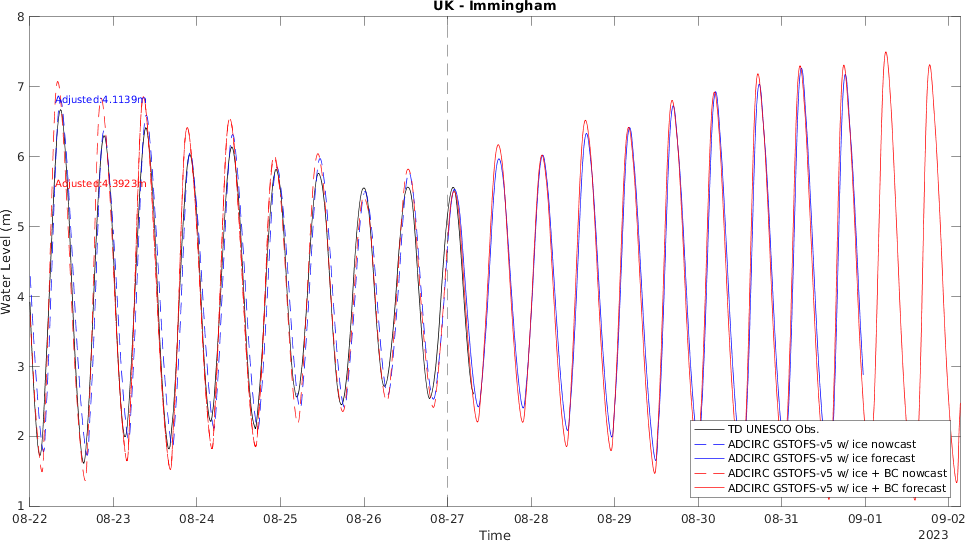 UK - Immingham
8
7
6
5
4
3
2
1
Water Level (m)
Adjusted:4.1139m
Adjusted:4.3923m
TD UNESCO Obs.
ADCIRC GSTOFS-v5 w/ ice nowcast
ADCIRC GSTOFS-v5 w/ ice forecast
ADCIRC GSTOFS-v5 w/ ice + BC nowcast
ADCIRC GSTOFS-v5 w/ ice + BC forecast
08-22 08-23 08-24 08-25 08-26 08-27 08-28 08-29 08-30 08-31 09-01 09-02
Time
2023